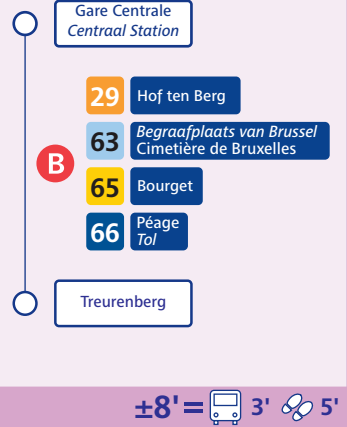 Gare Centrale
Centraal Station
29 Hof ten Berg
63 Begraafplaats van Brussel
Cimetière de Bruxelles
B
65 Bourget
66 Péage
Tol
Treurenberg
±8' = 3' 5'